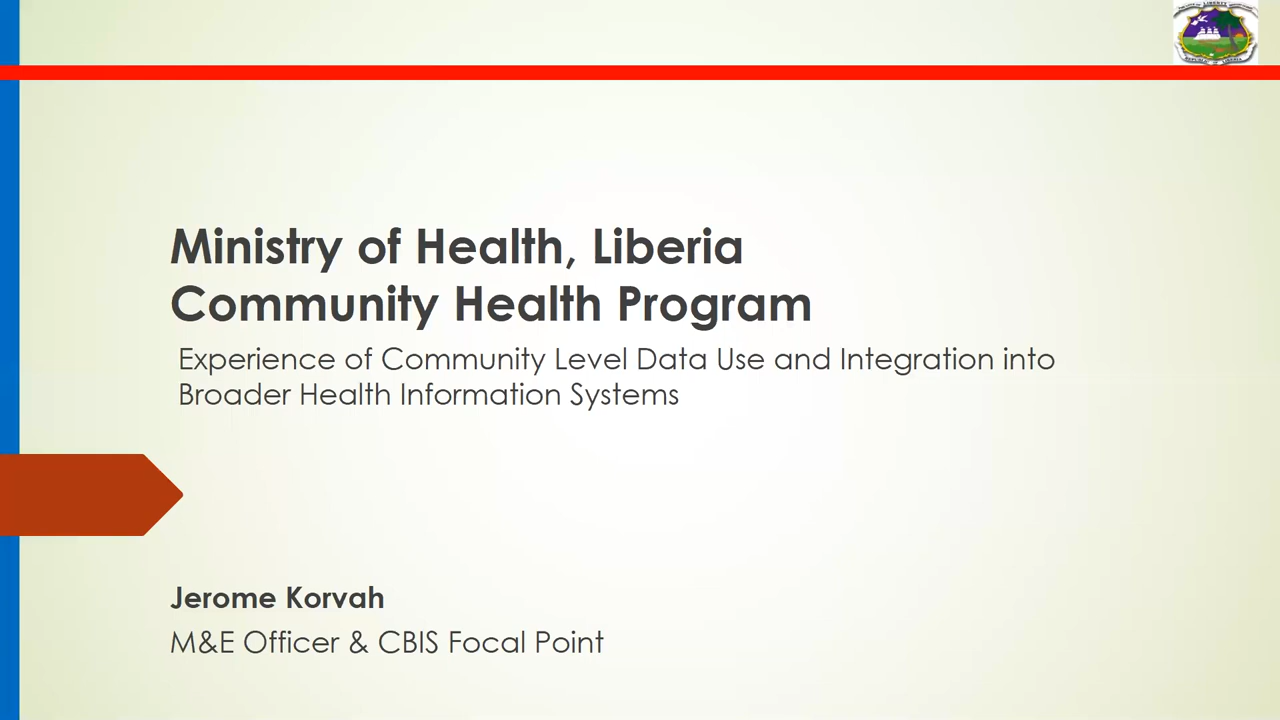 Ministry of Health, Liberia
Community Health Program
Experience of Community Level Data Use and Integration into
Broader Health Information Systems
Jerome Korvah
M&E Officer & CBIS Focal Point